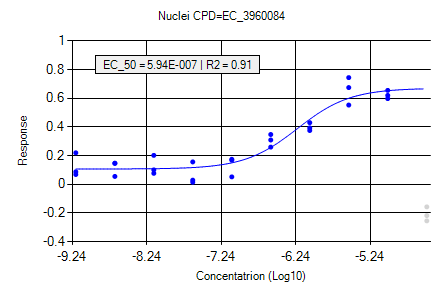 Nuclei CPD=EC_3960084
EC_50 = 5.94E-007 | R2 = 0.91
1
0.8
0.6
0.4
0.2
0
-0.2
-0.4
Response
-9.24 -8.24 -7.24 -6.24 -5.24
Concentatrion (Log10)